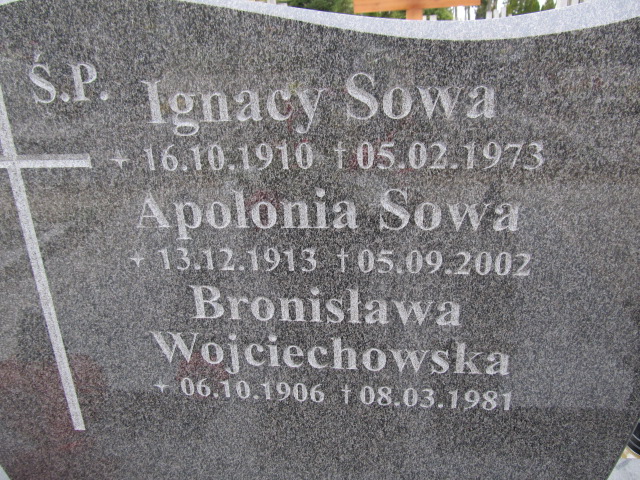 Ś.P. Ignacy Sowa
+ 16.10.1910 †05.02.1973
Apolonia Sowa
+ 13.12.1913 †05.09.2002
Bronisława
Wojciechowska
+ 06.10.1906 †08.03.1981